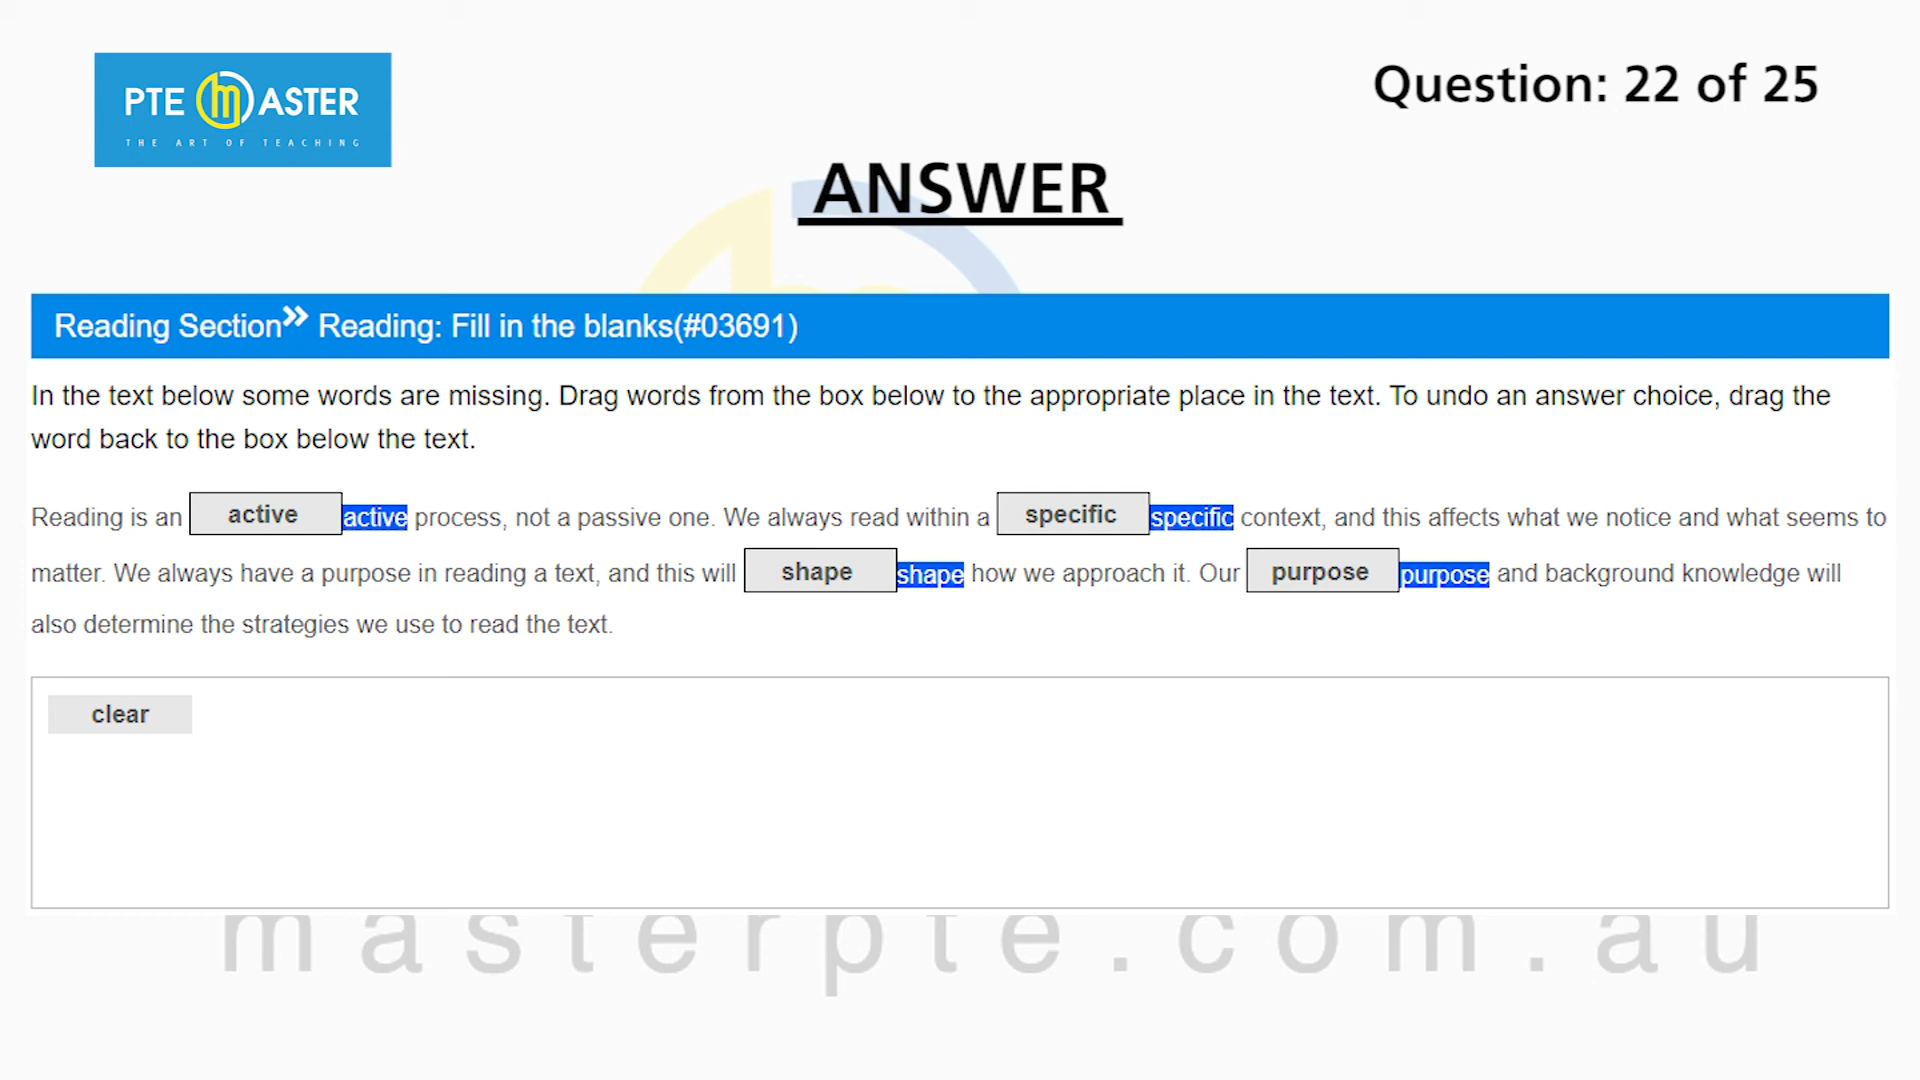 PTE MASTER
THE ART OF TEACHING
Question: 22 of 25
ANSWER
Reading Section» Reading: Fill in the blanks(#03691)
In the text below some words are missing. Drag words from the box below to the appropriate place in the text. To undo an answer choice, drag the
word back to the box below the text.
Reading is an active active process, not a passive one. We always read within a specific specific context, and this affects what we notice and what seems to
matter. We always have a purpose in reading a text, and this will shape shape how we approach it. Our purpose purpose and background knowledge will
also determine the strategies we use to read the text.
clear
masterpte.com.au